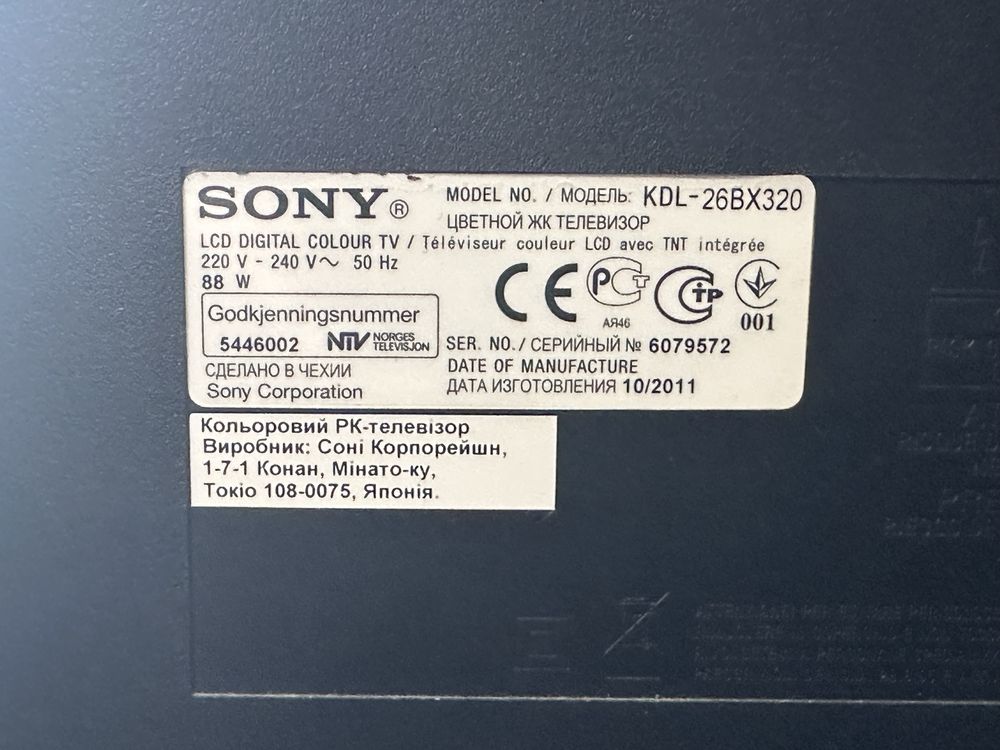 SONY®
MODEL NO. / МОДЕЛЬ: KDL-26BX320
ЦВЕТНОЙ ЖК ТЕЛЕВИЗОР
LCD DIGITAL COLOUR TV / Téléviseur couleur LCD avec TNT intégrée
220 V - 240 V~ 50 Hz
88 W
CE
РСТ
АЯ46
001
Godkjenningsnummer
5446002 NTV NORGES
TELEVISJON
SER. NO./ СЕРИЙНЫЙ № 6079572
DATE OF MANUFACTURE
ДАТА ИЗГОТОВЛЕНИЯ 10/2011
СДЕЛАНО В ЧЕХИИ
Sony Corporation
Кольоровий РК-телевізор
Виробник: Соні Корпорейшн,
1-7-1 Конан, Мінато-ку,
Токіо 108-0075, Японія.